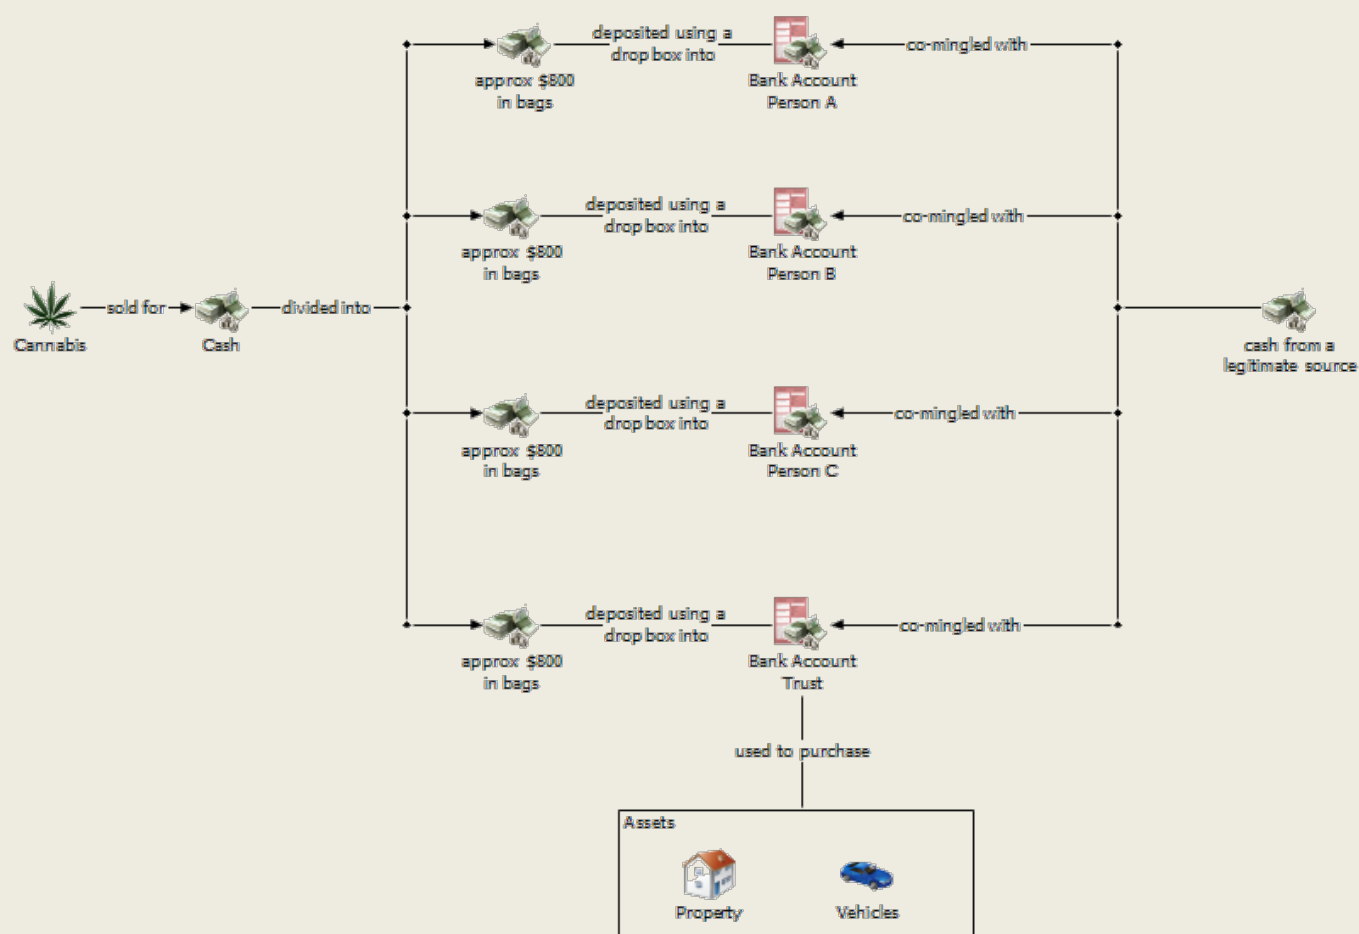 deposited using a
drop box into
co-mingled with
approx $800
in bags
Bank Account
Person A
deposited using a
drop box into
co-mingled with
approx $800
in bags
Bank Account
Person B
Cannabis
sold for
Cash
divided into
cash from a
legitimate source
deposited using a
drop box into
co-mingled with
approx $800
in bags
Bank Account
Person C
deposited using a
drop box into
co-mingled with
approx $800
in bags
Bank Account
Trust
used to purchase
Assets
Property
Vehicles